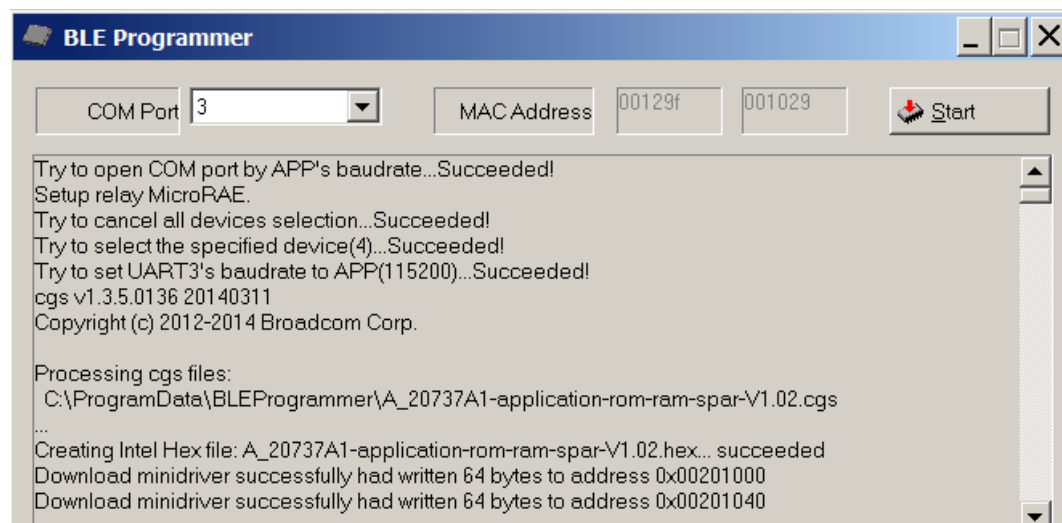 BLE Programmer
COM Port 3 MAC Address 00129f 001029 Start
Try to open COM port by APP's baudrate...Succeeded!
Setup relay MicroRAE.
Try to cancel all devices selection...Succeeded!
Try to select the specified device(4)...Succeeded!
Try to set UART3's baudrate to APP(115200)...Succeeded!
cgs v1.3.5.0136 20140311
Copyright (c) 2012-2014 Broadcom Corp.
Processing cgs files:
C:\ProgramData\BLEProgrammer\A_20737A1-application-rom-ram-spar-V1.02.cgs
...
Creating Intel Hex file: A_20737A1-application-rom-ram-spar-V1.02.hex... succeeded
Download minidriver successfully had written 64 bytes to address 0x00201000
Download minidriver successfully had written 64 bytes to address 0x00201040